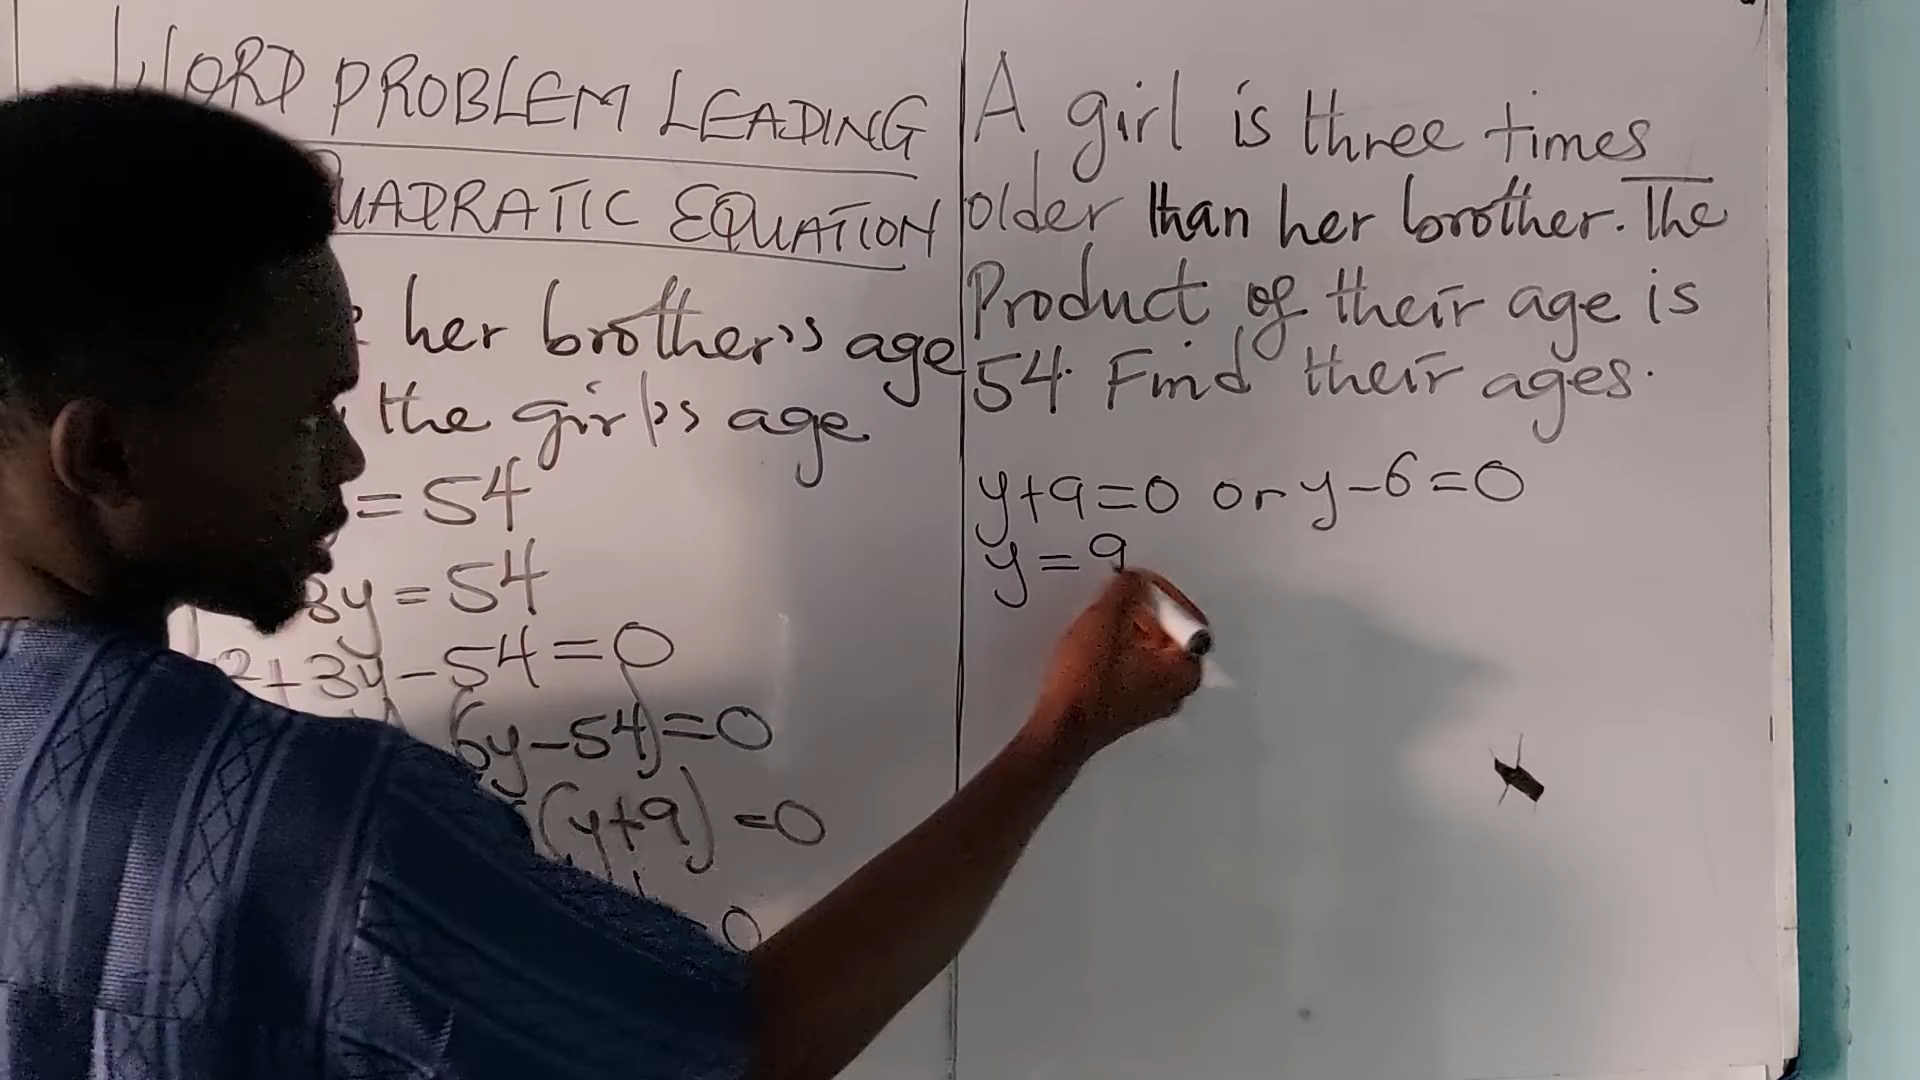 WORD PROBLEM LEADING
QUADRATIC EQUATION
her brother's age
the girl's age
= 54
3y = 54
2+3y-54=0
6y-54)=0
(y+9)=0
0
A girl is three times
older than her brother. The
Product of their age is
54. Find their ages.
y+9=0 or y-6=0
y=9